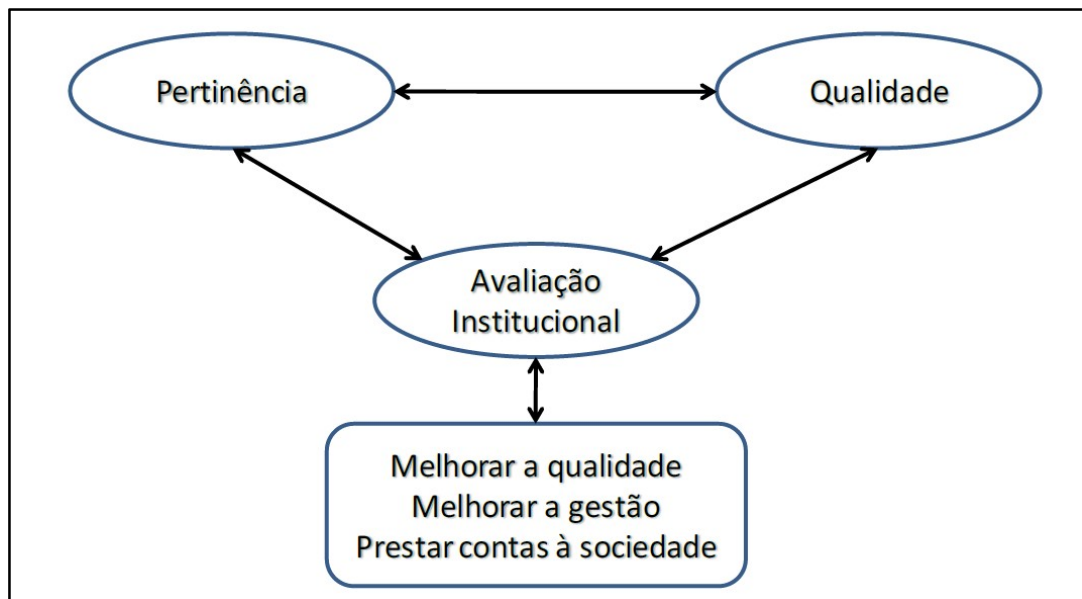 Pertinência
Qualidade
Avaliação
Institucional
Melhorar a qualidade
Melhorar a gestão
Prestar contas à sociedade